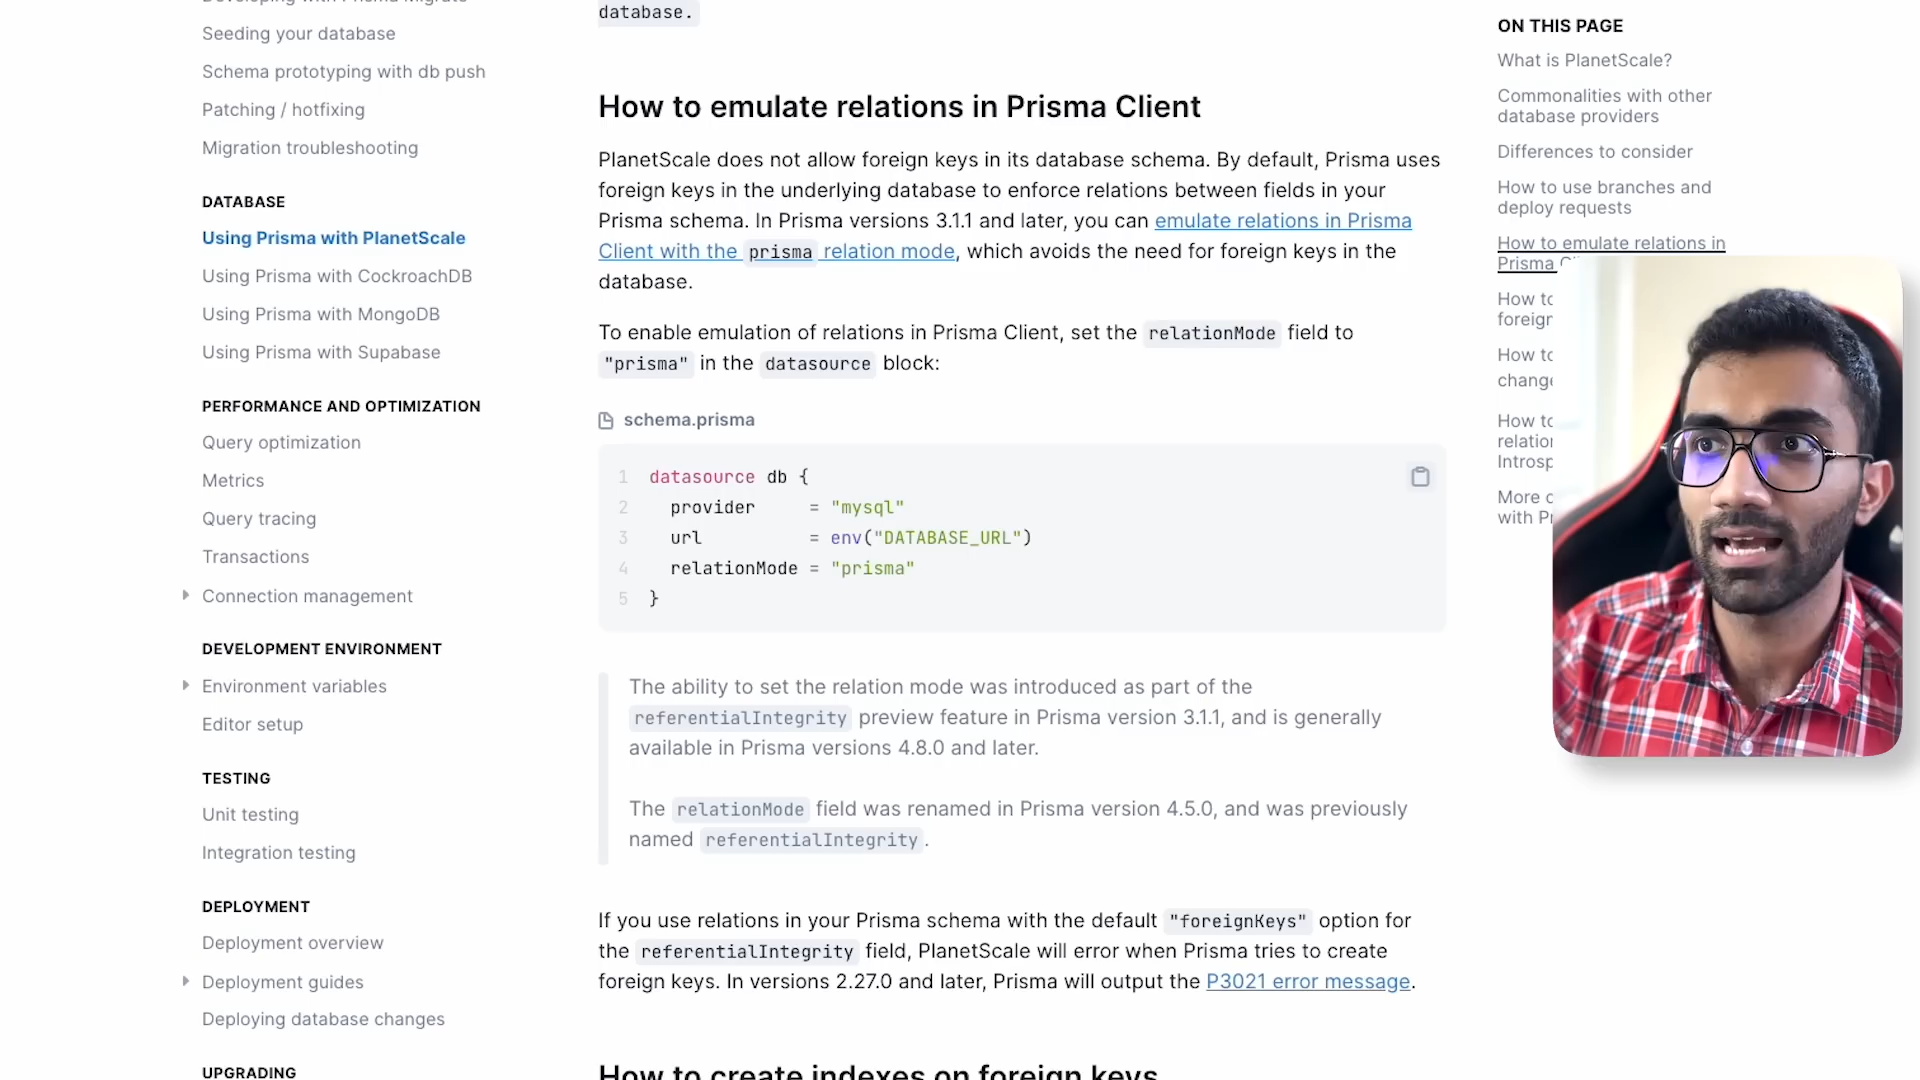 Seeding your database
Schema prototyping with db push
Patching / hotfixing
Migration troubleshooting
DATABASE
Using Prisma with PlanetScale
Using Prisma with CockroachDB
Using Prisma with MongoDB
Using Prisma with Supabase
PERFORMANCE AND OPTIMIZATION
Query optimization
Metrics
Query tracing
Transactions
Connection management
DEVELOPMENT ENVIRONMENT
Environment variables
Editor setup
TESTING
Unit testing
Integration testing
DEPLOYMENT
Deployment overview
Deployment guides
Deploying database changes
UPGRADING
database.
How to emulate relations in Prisma Client
PlanetScale does not allow foreign keys in its database schema. By default, Prisma uses
foreign keys in the underlying database to enforce relations between fields in your
Prisma schema. In Prisma versions 3.1.1 and later, you can emulate relations in Prisma
Client with the prisma relation mode, which avoids the need for foreign keys in the
database.
To enable emulation of relations in Prisma Client, set the relationMode field to
"prisma" in the datasource block:
schema.prisma
1 datasource db {
2 provider = "mysql"
3 url = env("DATABASE_URL")
4 relationMode = "prisma"
5 }
The ability to set the relation mode was introduced as part of the
referentialIntegrity preview feature in Prisma version 3.1.1, and is generally
available in Prisma versions 4.8.0 and later.
The relationMode field was renamed in Prisma version 4.5.0, and was previously
named referentialIntegrity.
If you use relations in your Prisma schema with the default "foreignKeys" option for
the referentialIntegrity field, PlanetScale will error when Prisma tries to create
foreign keys. In versions 2.27.0 and later, Prisma will output the P3021 error message.
How to create indexes on foreign keys
ON THIS PAGE
What is PlanetScale?
Commonalities with other
database providers
Differences to consider
How to use branches and
deploy requests
How to emulate relations in
Prisma
How to
foreign
How to
change
How to
relation
Introsp
More
with